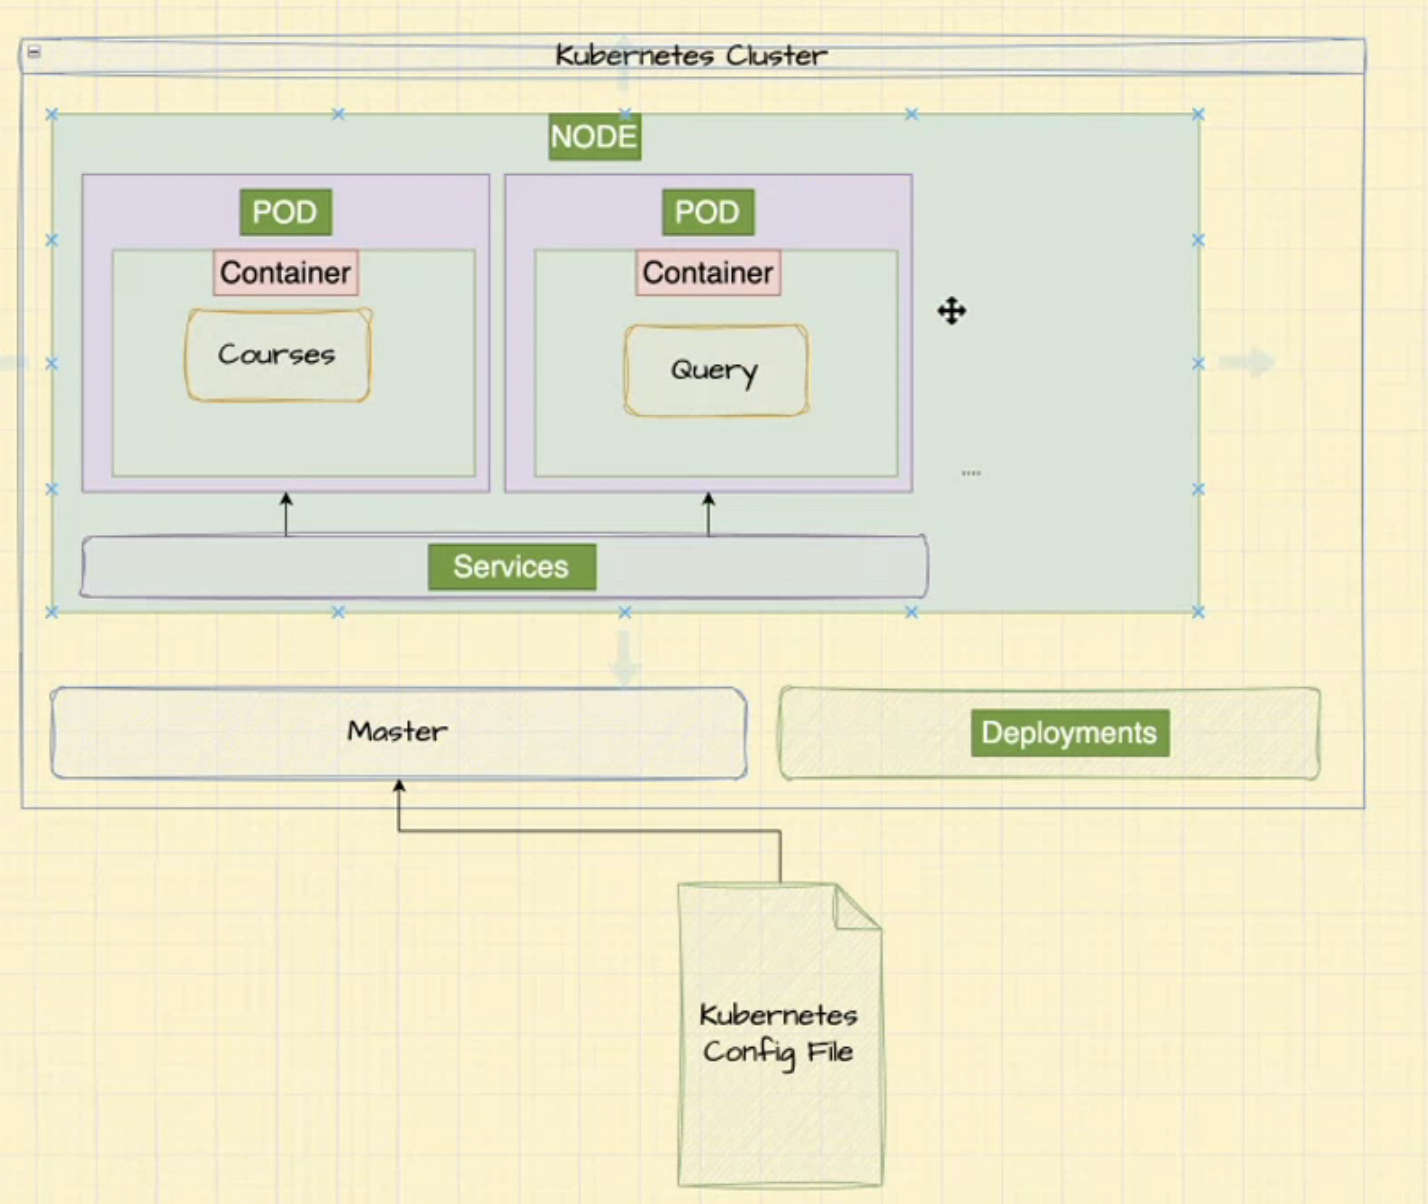 Kubernetes Cluster
NODE
POD
POD
Container
Container
Courses
Query
....
Services
Master
Deployments
Kubernetes
Config File